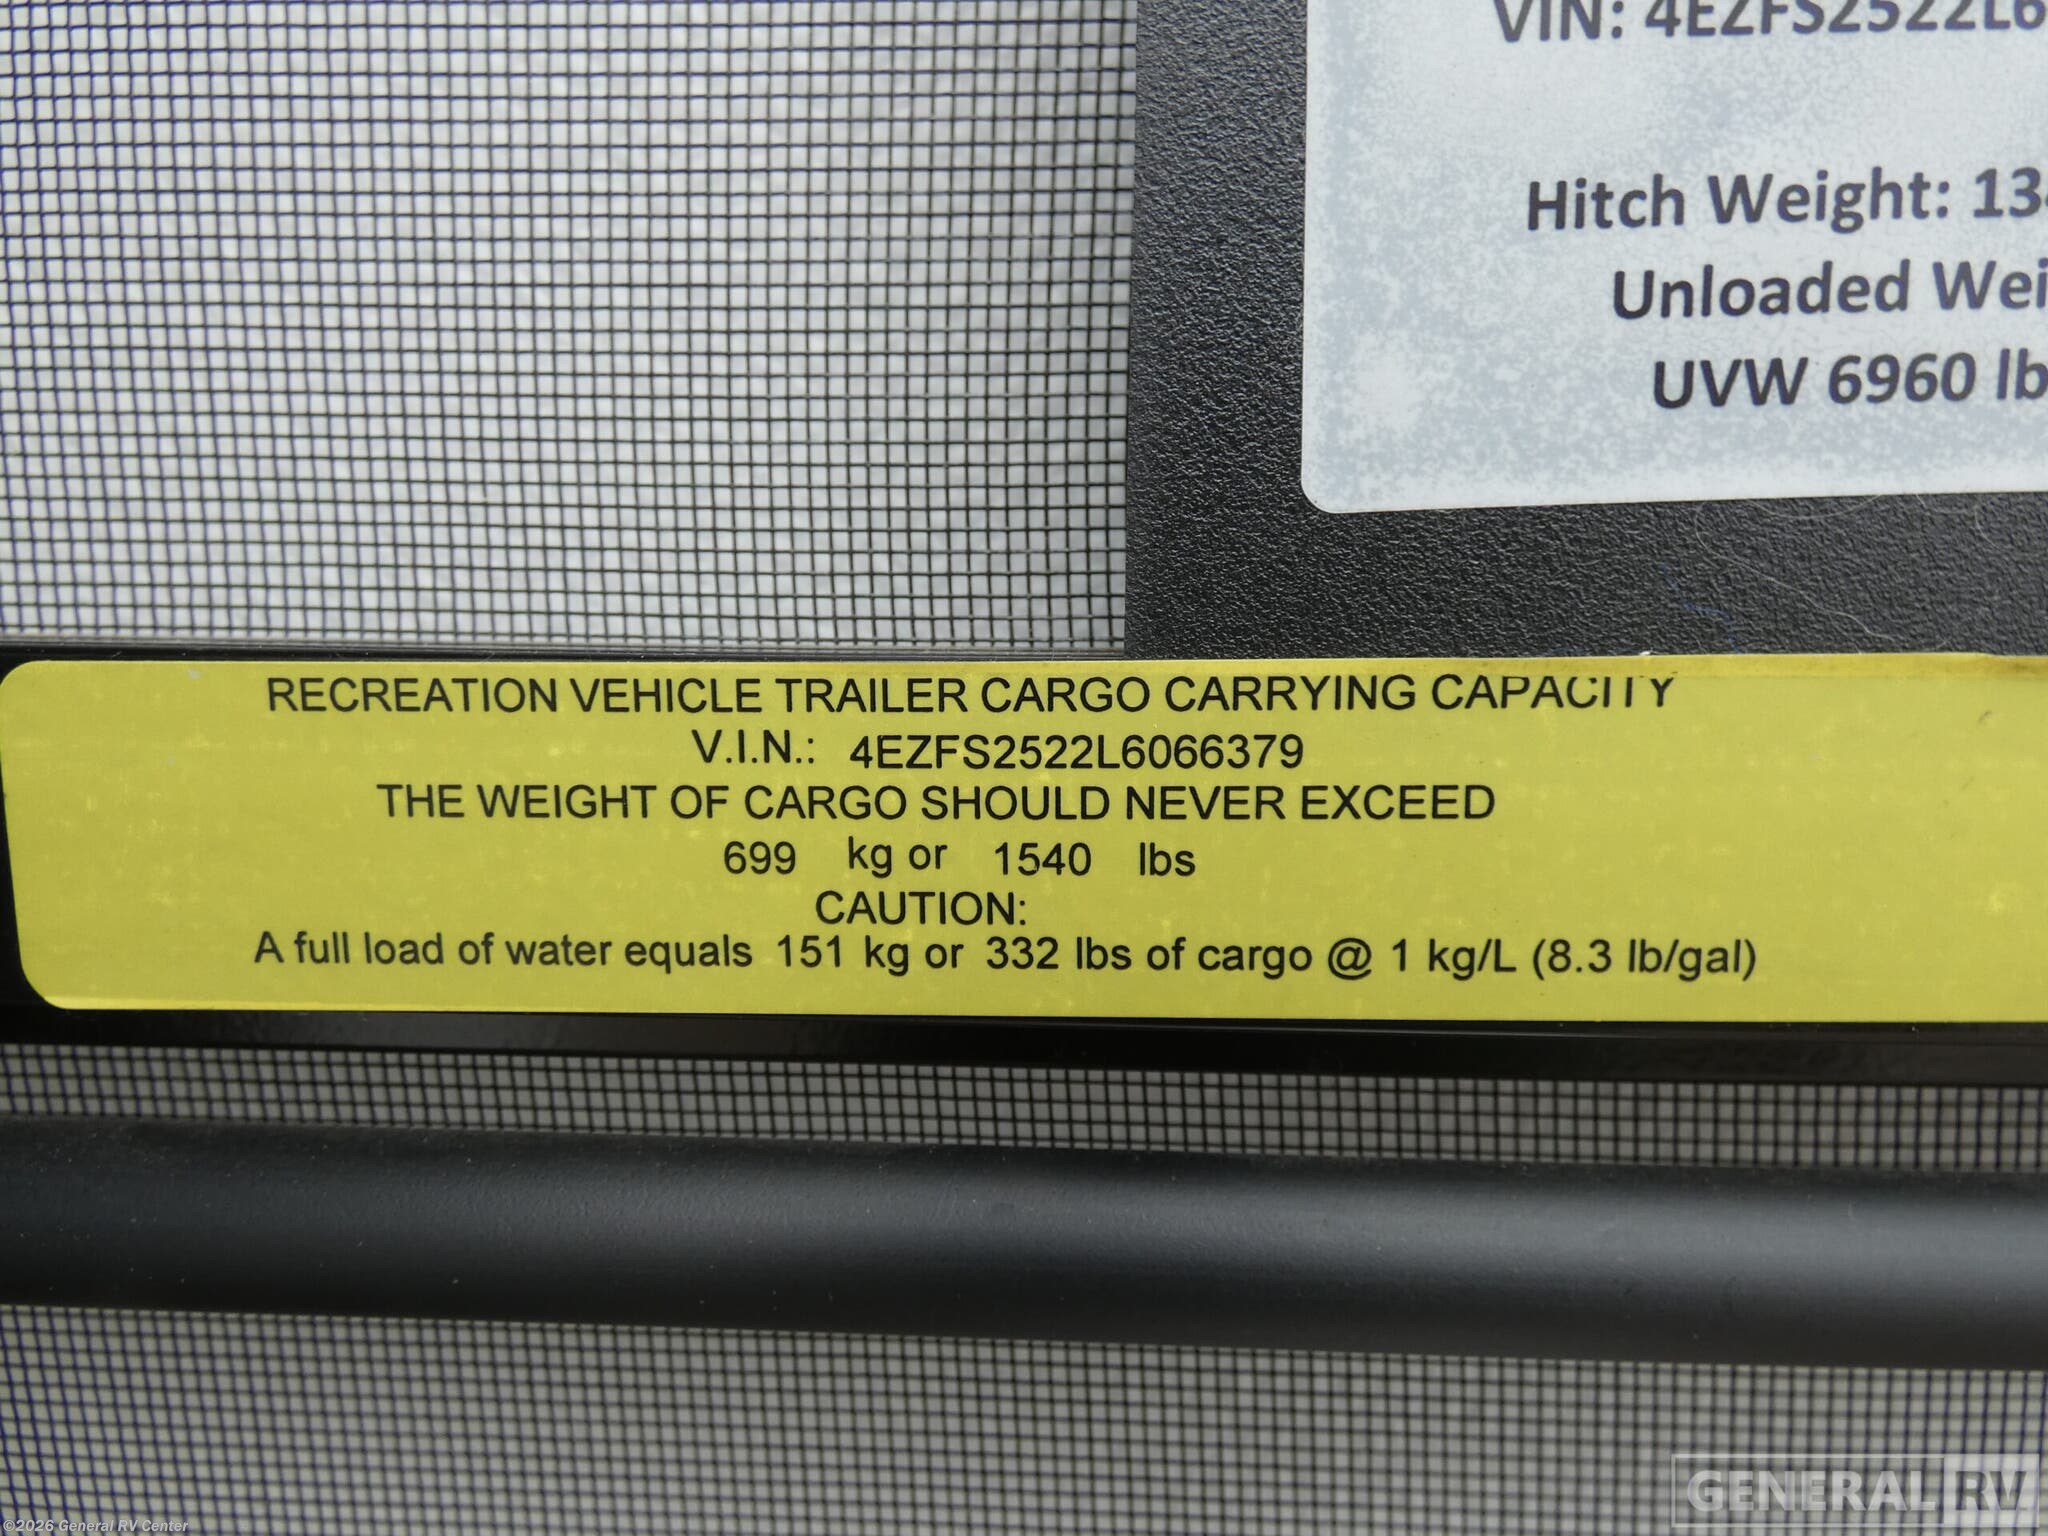 VIN: 4EZFS2522L6
Hitch Weight: 134
Unloaded Wei
UVW 6960 lb
RECREATION VEHICLE TRAILER CARGO CARRYING CAPACITY
V.I.N.: 4EZFS2522L6066379
THE WEIGHT OF CARGO SHOULD NEVER EXCEED
699 kg or 1540 lbs
CAUTION:
A full load of water equals 151 kg or 332 lbs of cargo @ 1 kg/L (8.3 lb/gal)
GENERAL RV
©2026 General RV Center